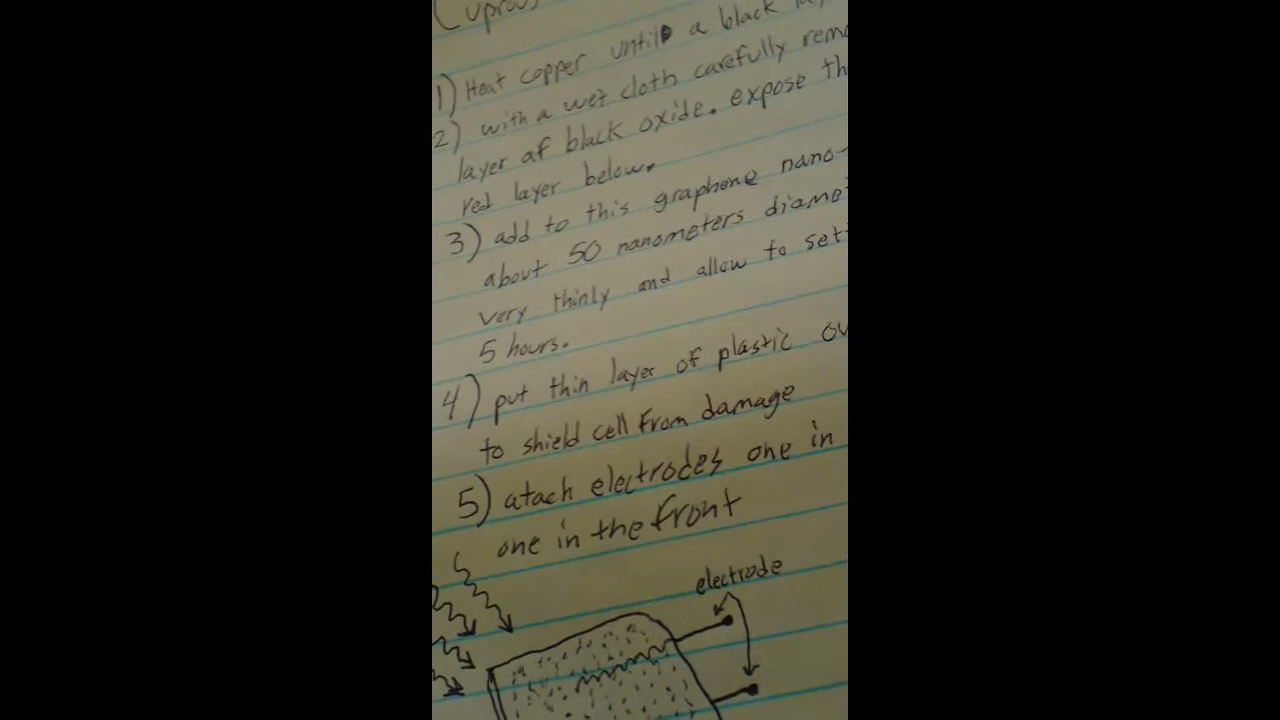 (upro
1) Heat copper until a black
2) with a wet cloth carefully
layer af black oxide. expose
red layer below.
3) add to this graphene nano-
about 50 nanometers
very thinly and allow to
5 hours.
4) put thin layer of plastic
to shield cell from damage
5) atach electrodes one in
one in the front
electrode